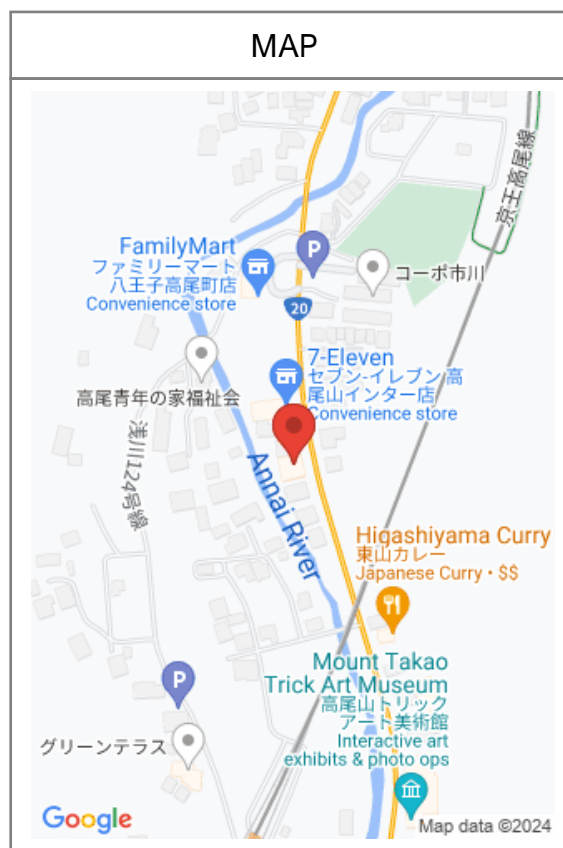 MAP
京王高尾線
FamilyMart
ファミリーマート
八王子高尾町店
Convenience store
P
コーポ市川
20
7-Eleven
セブン-イレブン 高
尾山インター店
Convenience store
高尾青年の家福祉会
浅川124号線
Annai River
Higashiyama Curry
東山カレー
Japanese Curry • $$
Mount Takao
Trick Art Museum
高尾山トリック
アート美術館
Interactive art
exhibits & photo ops
P
グリーンテラス
Google
Map data ©2024